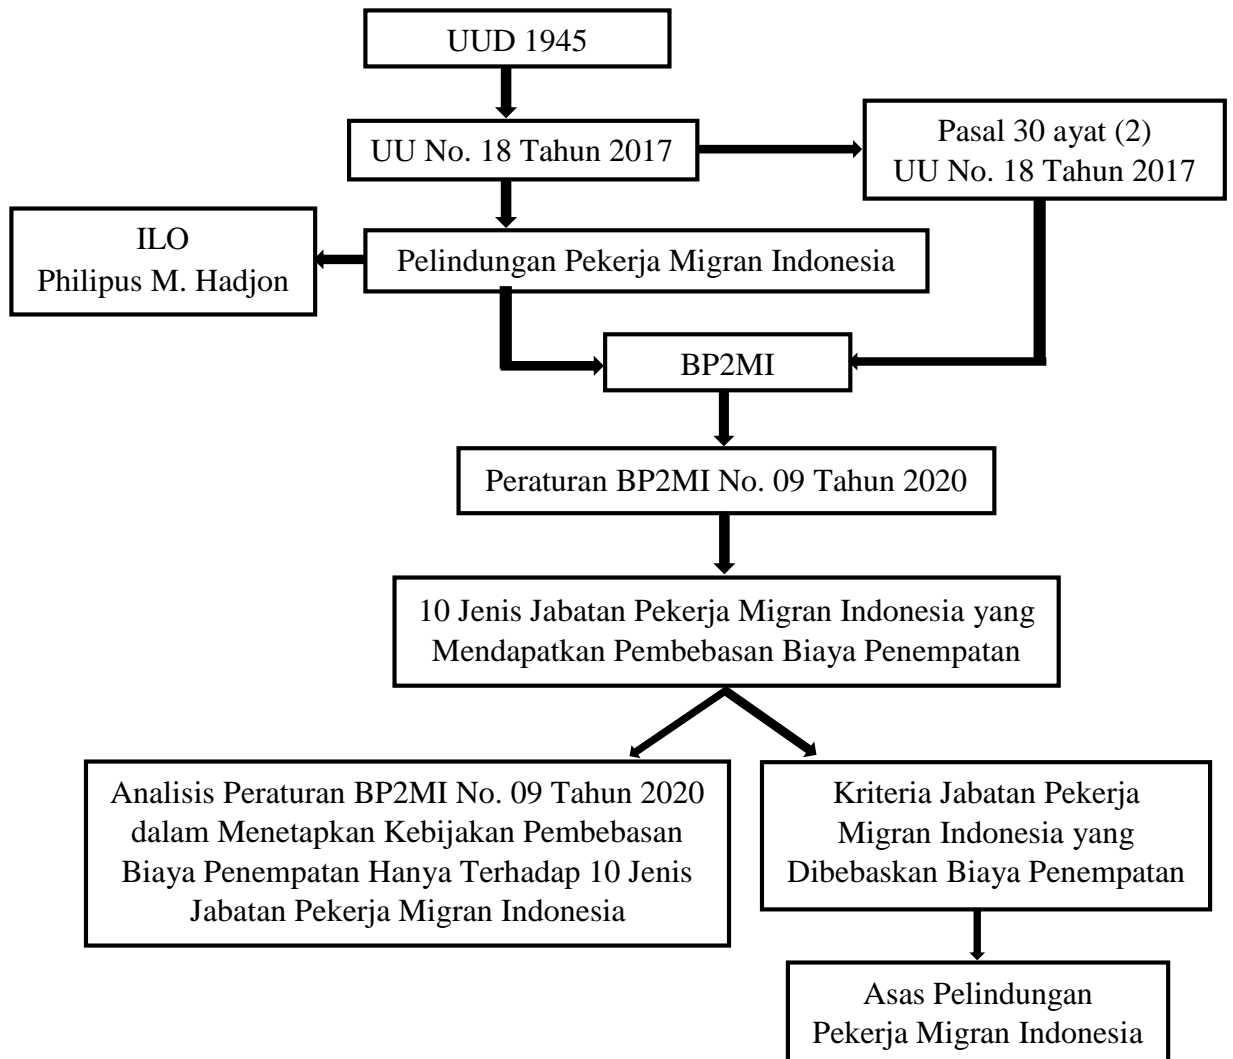 UUD 1945
UU No. 18 Tahun 2017
Pasal 30 ayat (2)
UU No. 18 Tahun 2017
ILO
Philipus M. Hadjon
Pelindungan Pekerja Migran Indonesia
BP2MI
Peraturan BP2MI No. 09 Tahun 2020
10 Jenis Jabatan Pekerja Migran Indonesia yang
Mendapatkan Pembebasan Biaya Penempatan
Analisis Peraturan BP2MI No. 09 Tahun 2020
dalam Menetapkan Kebijakan Pembebasan
Biaya Penempatan Hanya Terhadap 10 Jenis
Jabatan Pekerja Migran Indonesia
Kriteria Jabatan Pekerja
Migran Indonesia yang
Dibebaskan Biaya Penempatan
Asas Pelindungan
Pekerja Migran Indonesia